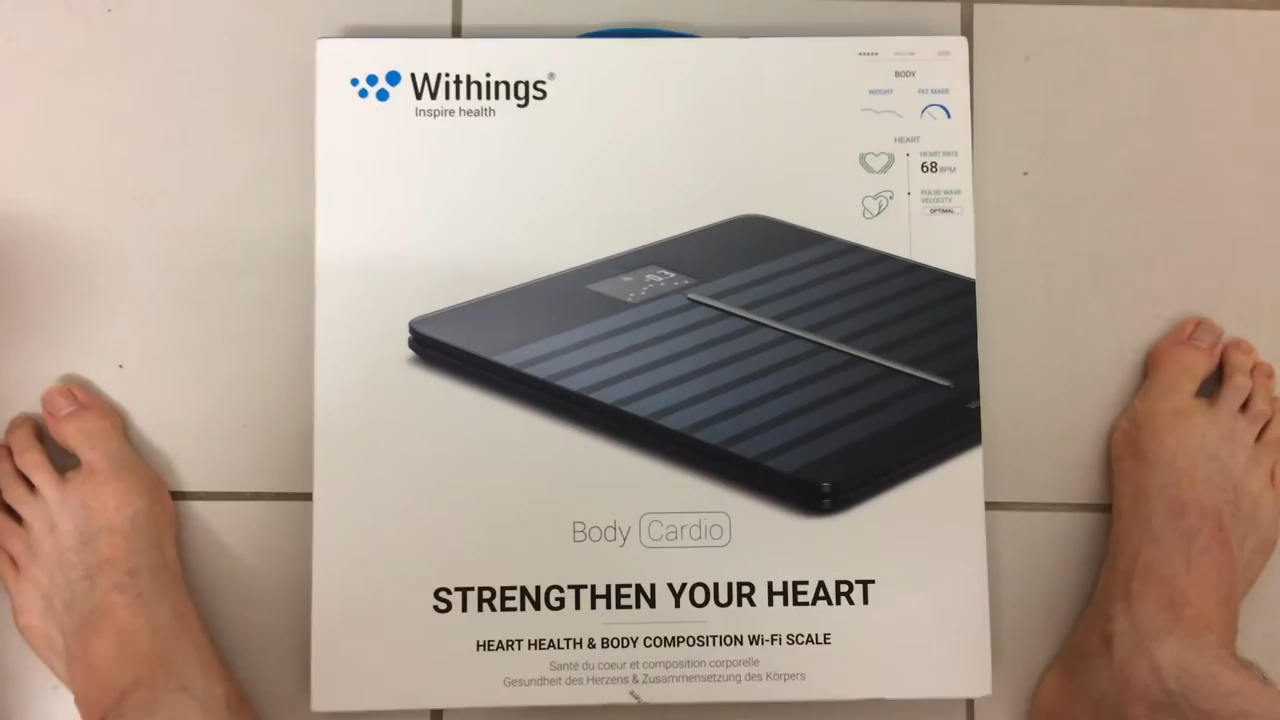 Withings®
Inspire health
BODY
WEIGHT
FAT MASS
HEART
HEART RATE
68 BPM
PULSE WAVE
VELOCITY
OPTIMAL
-0.3
Body Cardio
STRENGTHEN YOUR HEART
HEART HEALTH & BODY COMPOSITION Wi-Fi SCALE
Santé du coeur et composition corporelle
Gesundheit des Herzens & Zusammensetzung des Körpers